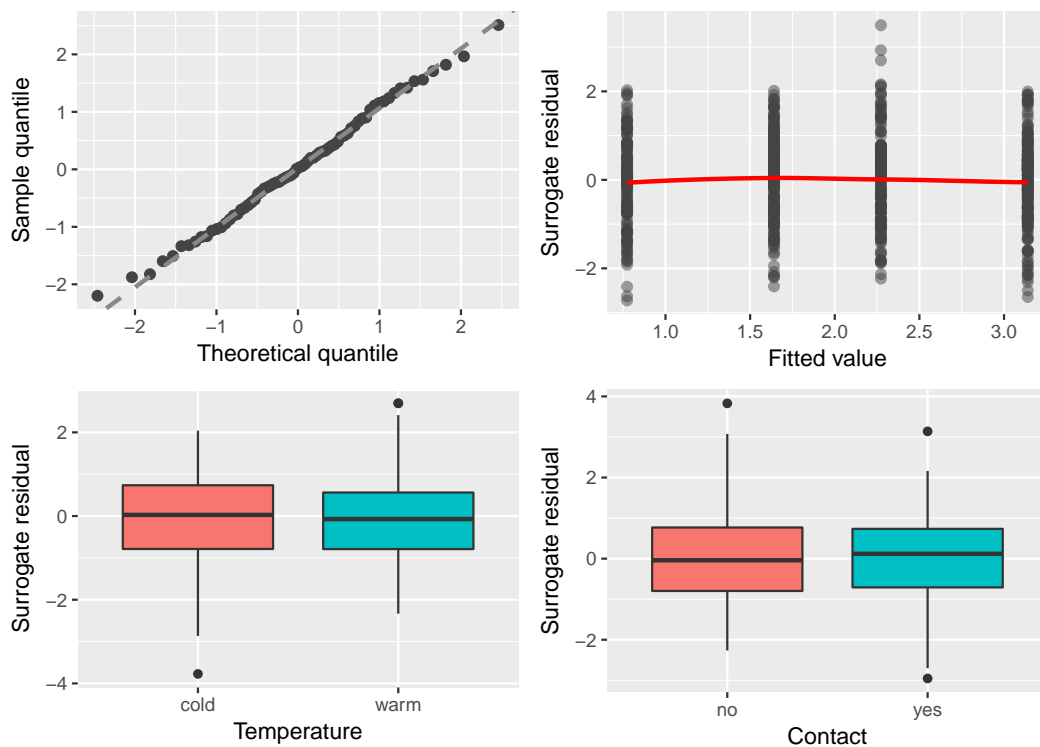 Sample quantile
2
1
0
−1
−2
−2
−1
0
1
2
Theoretical quantile
Surrogate residual
2
0
−2
1.0
1.5
2.0
2.5
3.0
Fitted value
Surrogate residual
2
0
−2
−4
cold
warm
Temperature
Surrogate residual
4
2
0
−2
no
yes
Contact